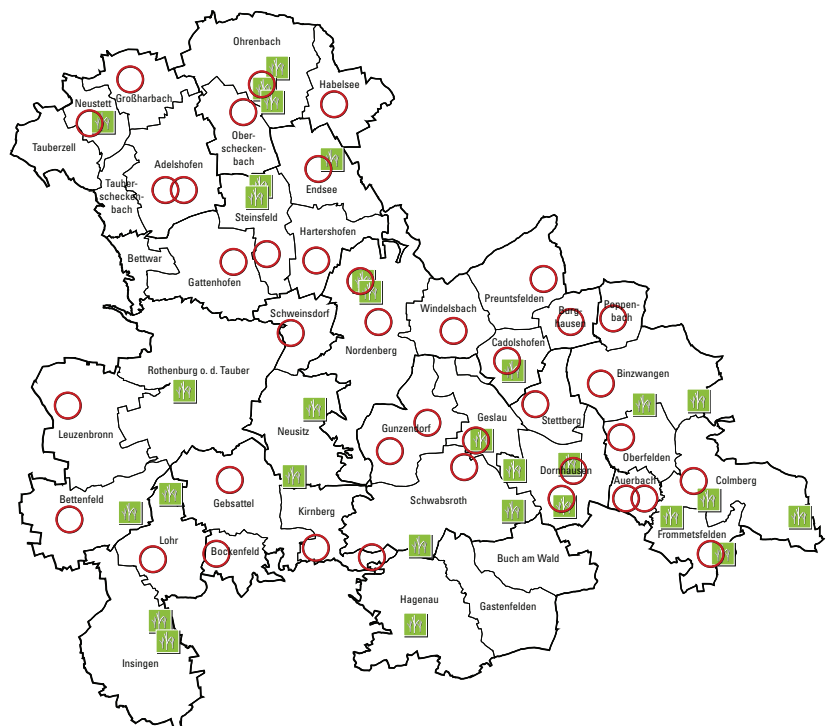 Ohrenbach
Habelsee
Großharbach
Neustett
Tauberzell
Ober-
scheckenbach
Adelshofen
Tauber-
schecken-
bach
Endsee
Steinsfeld
Hartershofen
Bettwar
Gattenhofen
Preuntsfelden
Windelsbach
Schweinsdorf
Burg-
hausen
Poppen-
bach
Cadolshofen
Nordenberg
Rothenburg o. d. Tauber
Binzwangen
Geslau
Stettberg
Leuzenbronn
Neusitz
Gunzendorf
Oberfelden
Dornhausen
Auerbach
Colmberg
Bettenfeld
Gebsattel
Schwabsroth
Kirnberg
Frommetsfelden
Lohr
Bockenfeld
Buch am Wald
Hagenau
Gastenfelden
Insingen